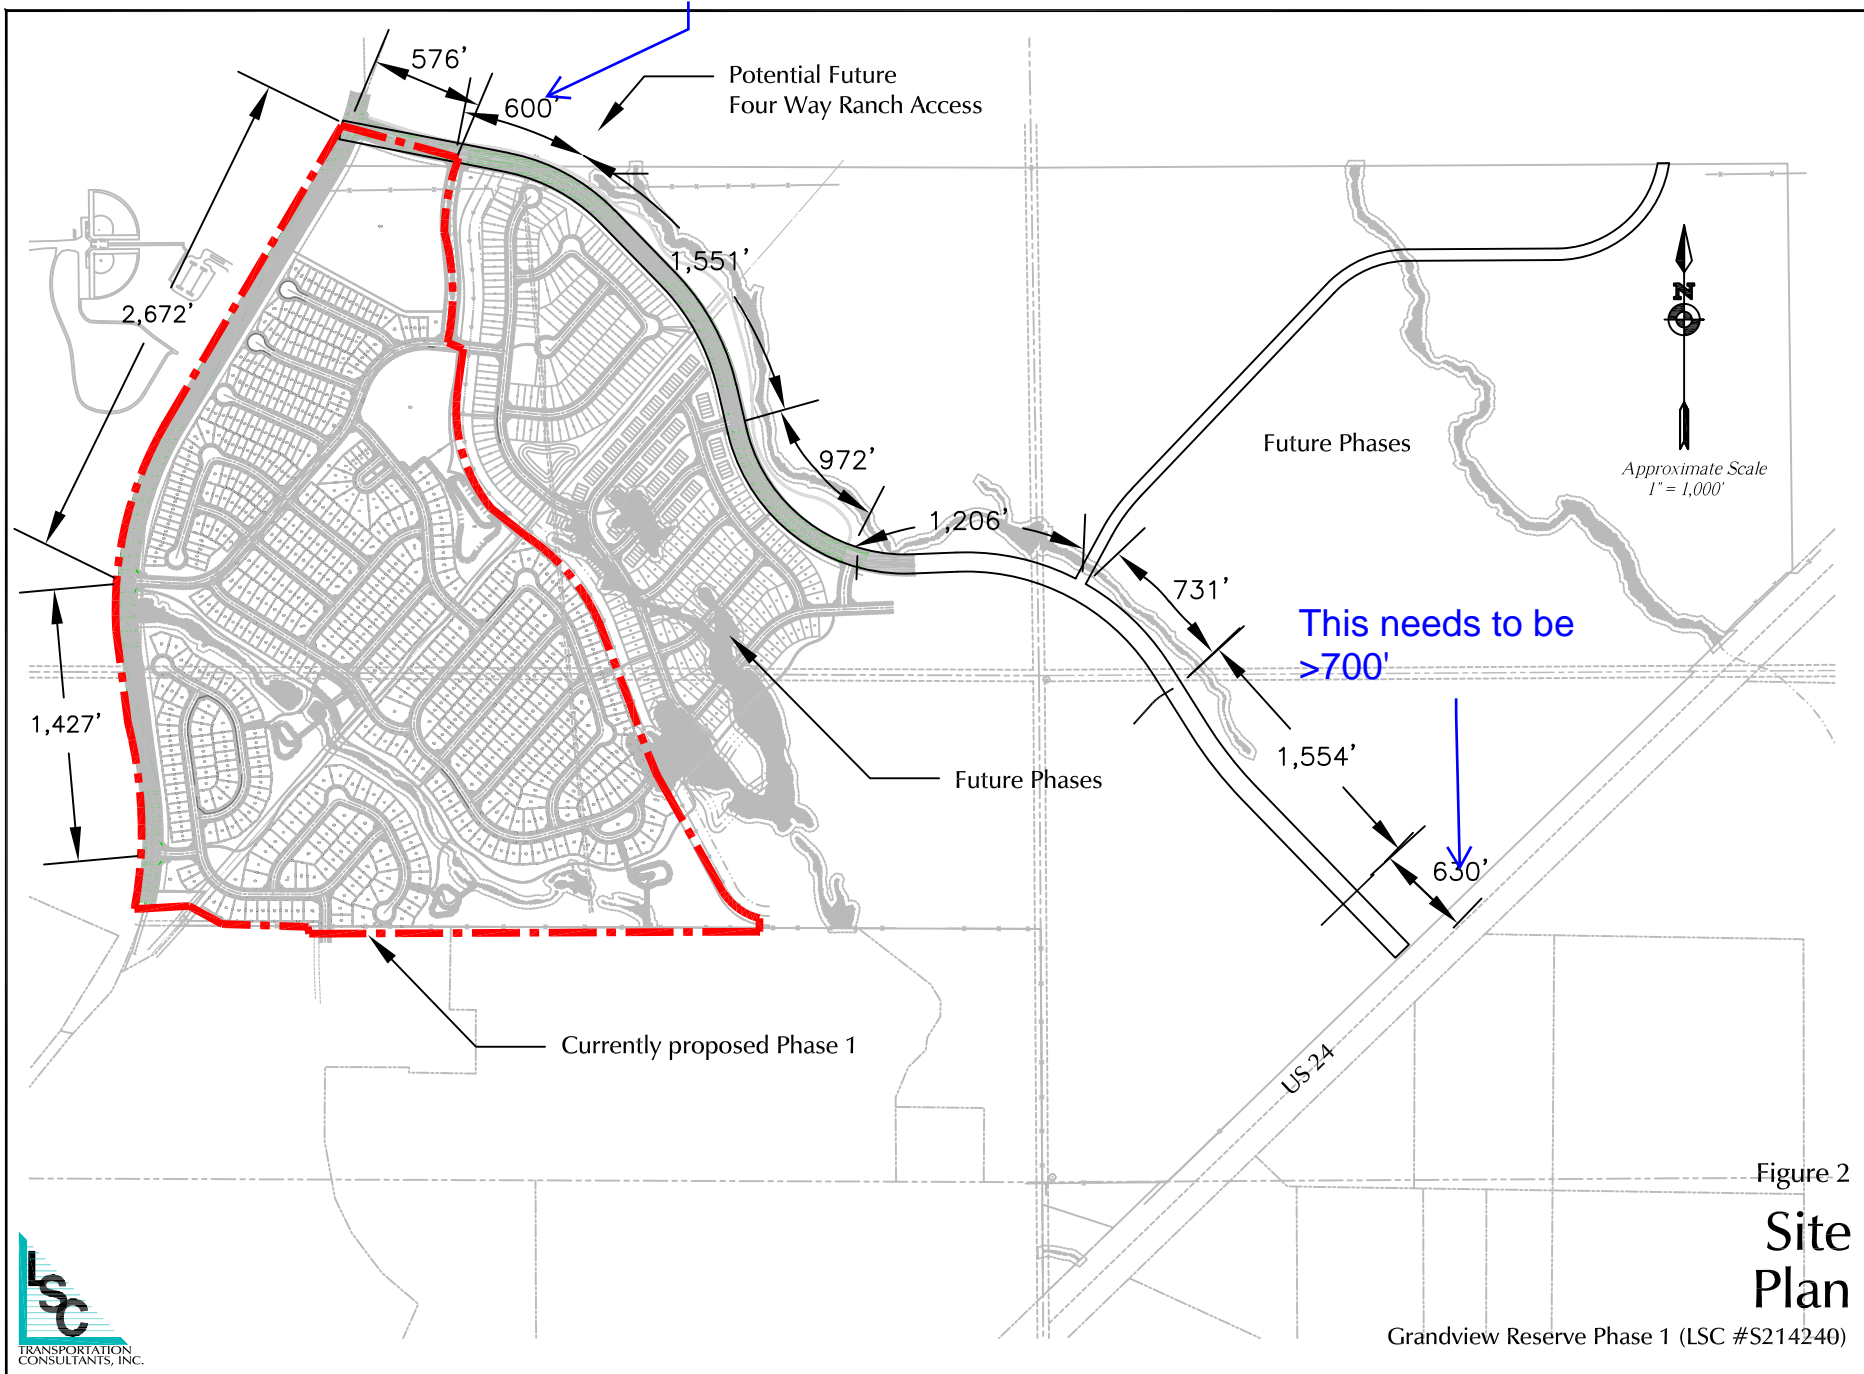 576’
600’
Potential Future
Four Way Ranch Access
1,551’
2,672’
N
Future Phases
972’
Approximate Scale
1" = 1,000'
1,206’
731’
This needs to be
>700'
1,427’
1,554’
Future Phases
630’
Currently proposed Phase 1
US-24
Figure 2
Site
Plan
Grandview Reserve Phase 1 (LSC #S214240)
LSC
TRANSPORTATION
CONSULTANTS, INC.